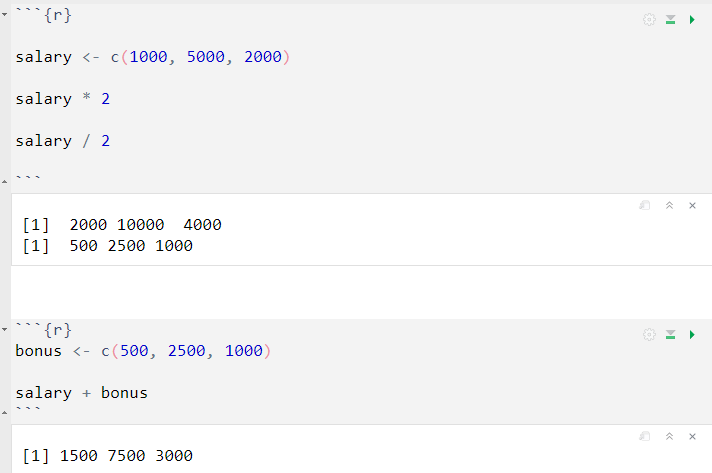 ```{r}
salary <- c(1000, 5000, 2000)
salary * 2
salary / 2
```
[1]  2000 10000  4000
[1]  500 2500 1000
```{r}
bonus <- c(500, 2500, 1000)
salary + bonus
```
[1] 1500 7500 3000